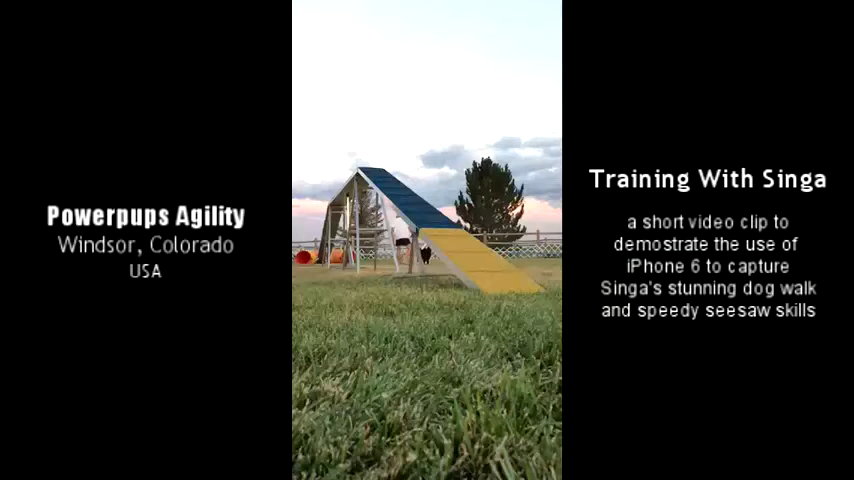 Powerpups Agility
Windsor, Colorado
USA
Training With Singa
a short video clip to
demostrate the use of
iPhone 6 to capture
Singa's stunning dog walk
and speedy seesaw skills